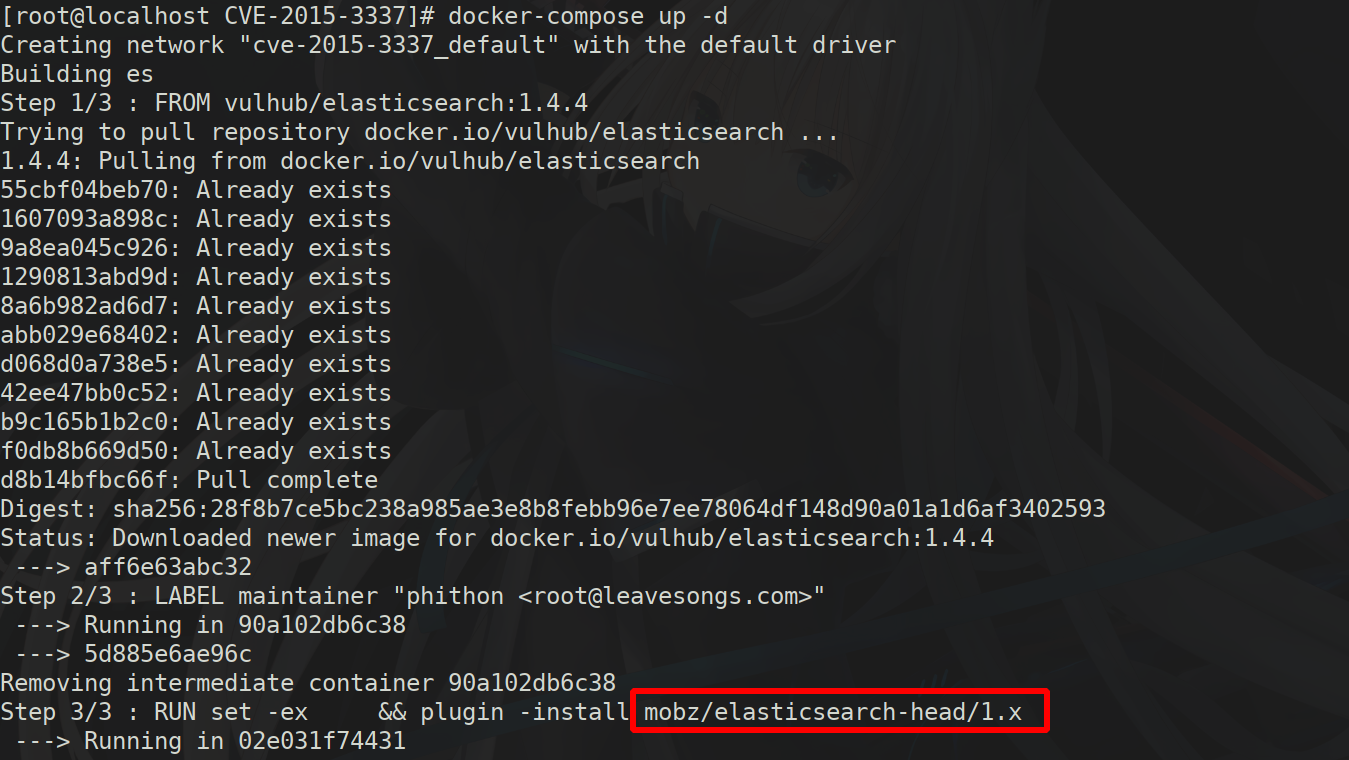 [root@localhost CVE-2015-3337]# docker-compose up -d
Creating network "cve-2015-3337_default" with the default driver
Building es
Step 1/3 : FROM vulhub/elasticsearch:1.4.4
Trying to pull repository docker.io/vulhub/elasticsearch ...
1.4.4: Pulling from docker.io/vulhub/elasticsearch
55cbf04beb70: Already exists
1607093a898c: Already exists
9a8ea045c926: Already exists
1290813abd9d: Already exists
8a6b982ad6d7: Already exists
abb029e68402: Already exists
d068d0a738e5: Already exists
42ee47bb0c52: Already exists
b9c165b1b2c0: Already exists
f0db8b669d50: Already exists
d8b14bfbc66f: Pull complete
Digest: sha256:28f8b7ce5bc238a985ae3e8b8febb96e7ee78064df148d90a01a1d6af3402593
Status: Downloaded newer image for docker.io/vulhub/elasticsearch:1.4.4
 ---> aff6e63abc32
Step 2/3 : LABEL maintainer "phithon <root@leavesongs.com>"
 ---> Running in 90a102db6c38
 ---> 5d885e6ae96c
Removing intermediate container 90a102db6c38
Step 3/3 : RUN set -ex     && plugin -install mobz/elasticsearch-head/1.x
 ---> Running in 02e031f74431